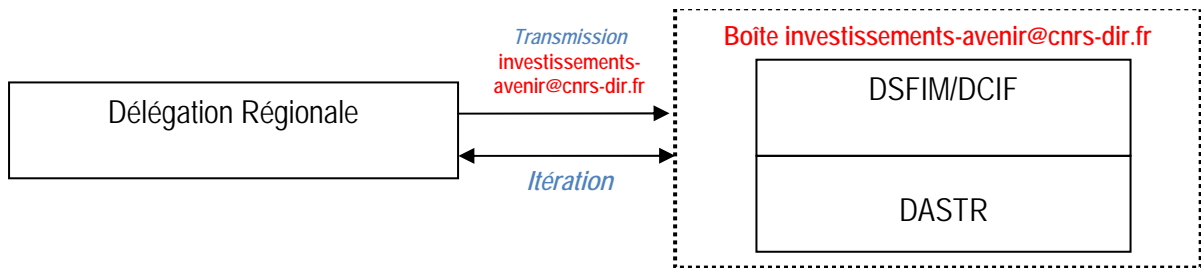 Transmission
investissements-
avenir@cnrs-dir.fr
Délégation Régionale
Itération
Boîte investissements-avenir@cnrs-dir.fr
DSFIM/DCIF
DASTR